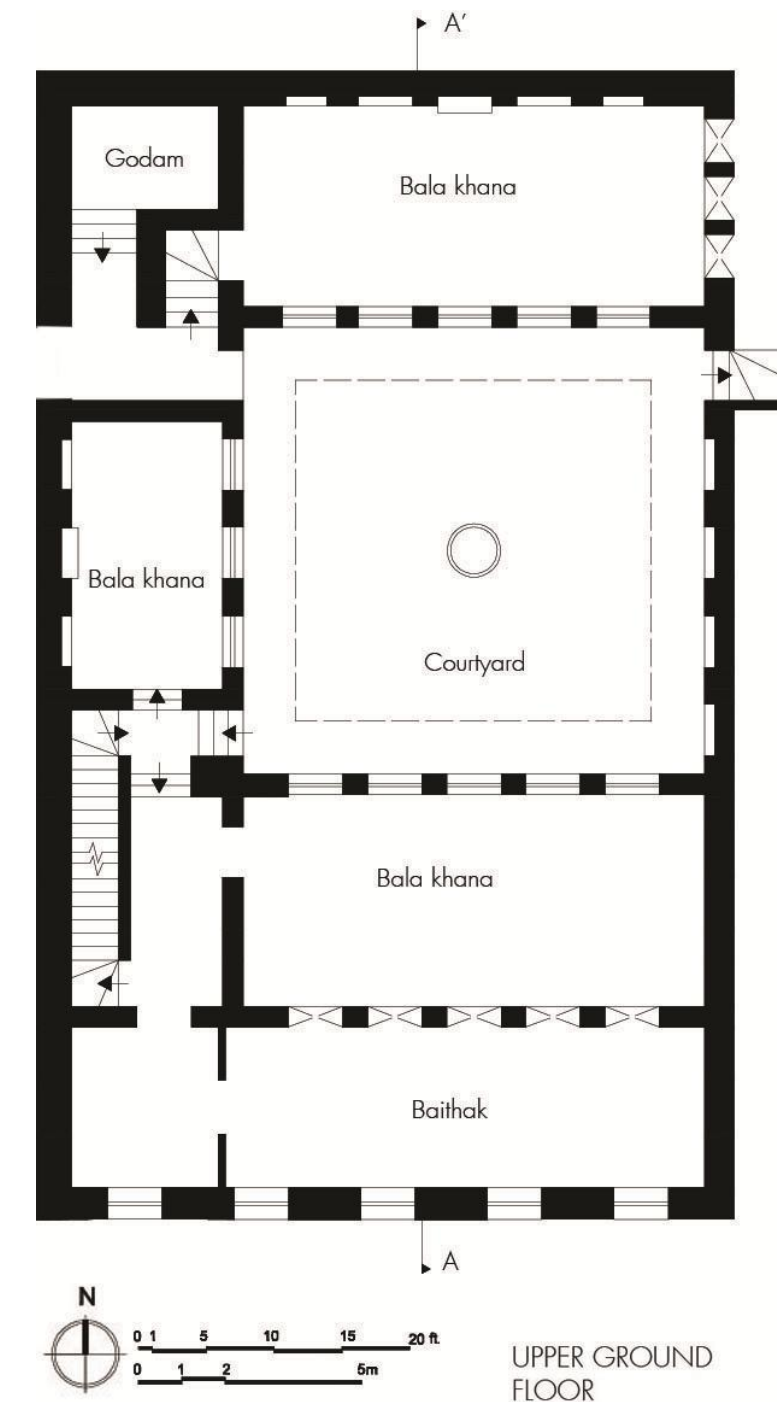 A'
Godam
Bala khana
Bala khana
Courtyard
Bala khana
Baithak
A
N
0 1 5 10 15 20 ft.
0 1 2 5m
UPPER GROUND
FLOOR